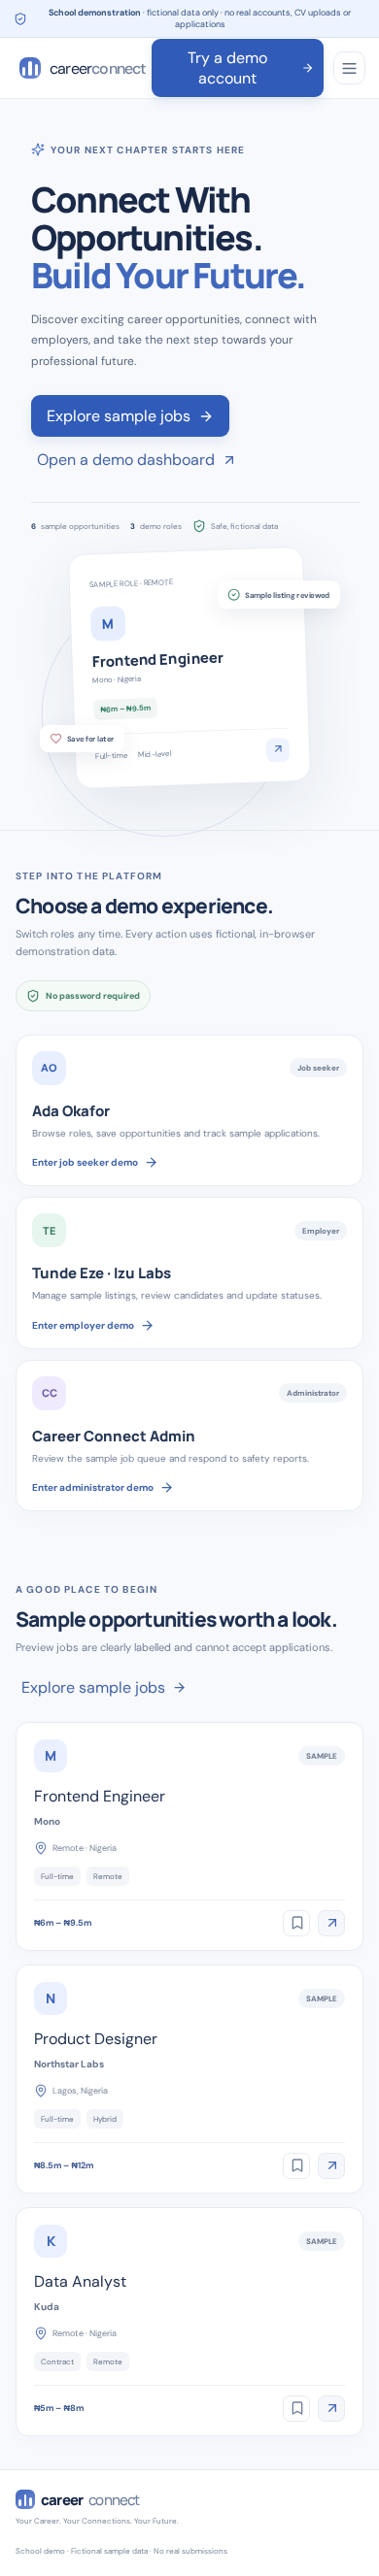 School demonstration · fictional data only · no real accounts, CV uploads or
applications
careerconnect
Try a demo
account
YOUR NEXT CHAPTER STARTS HERE
Connect With
Opportunities.
Build Your Future.
Discover exciting career opportunities, connect with
employers, and take the next step towards your
professional future.
Explore sample jobs
Open a demo dashboard
6 sample opportunities 3 demo roles Safe, fictional data
SAMPLE ROLE · REMOTE
Sample listing reviewed
M
Frontend Engineer
Mono · Nigeria
₦6m – ₦9.5m
Save for later
Full-time Mid-level
STEP INTO THE PLATFORM
Choose a demo experience.
Switch roles any time. Every action uses fictional, in-browser
demonstration data.
No password required
AO
Job seeker
Ada Okafor
Browse roles, save opportunities and track sample applications.
Enter job seeker demo
TE
Employer
Tunde Eze · Izu Labs
Manage sample listings, review candidates and update statuses.
Enter employer demo
CC
Administrator
Career Connect Admin
Review the sample job queue and respond to safety reports.
Enter administrator demo
A GOOD PLACE TO BEGIN
Sample opportunities worth a look.
Preview jobs are clearly labelled and cannot accept applications.
Explore sample jobs
M
SAMPLE
Frontend Engineer
Mono
Remote · Nigeria
Full-time Remote
₦6m – ₦9.5m
N
SAMPLE
Product Designer
Northstar Labs
Lagos, Nigeria
Full-time Hybrid
₦8.5m – ₦12m
K
SAMPLE
Data Analyst
Kuda
Remote · Nigeria
Contract Remote
₦5m – ₦8m
career connect
Your Career. Your Connections. Your Future.
School demo · Fictional sample data · No real submissions